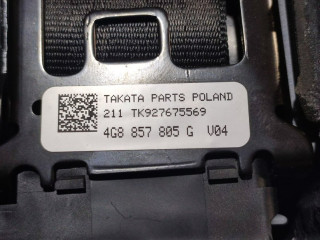 TAKATA PARTS POLAND
211 TK927675569
4G8 857 805 G V04